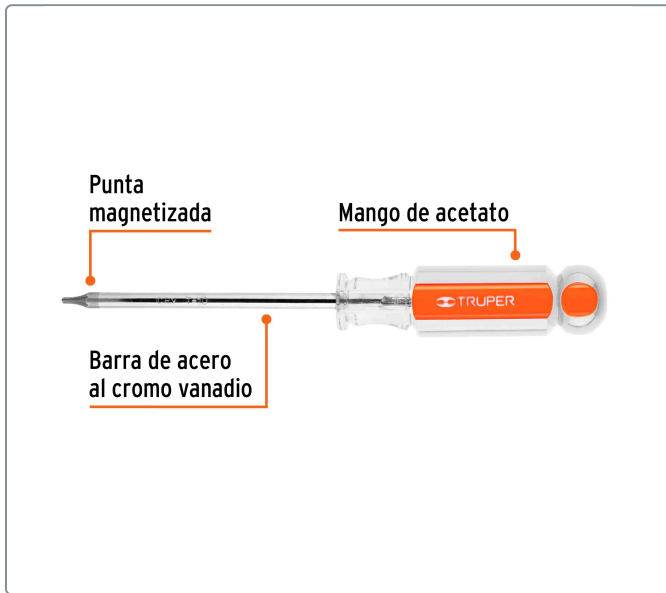 Punta
magnetizada
Mango de acetato
TRUPER
Barra de acero
al cromo vanadio